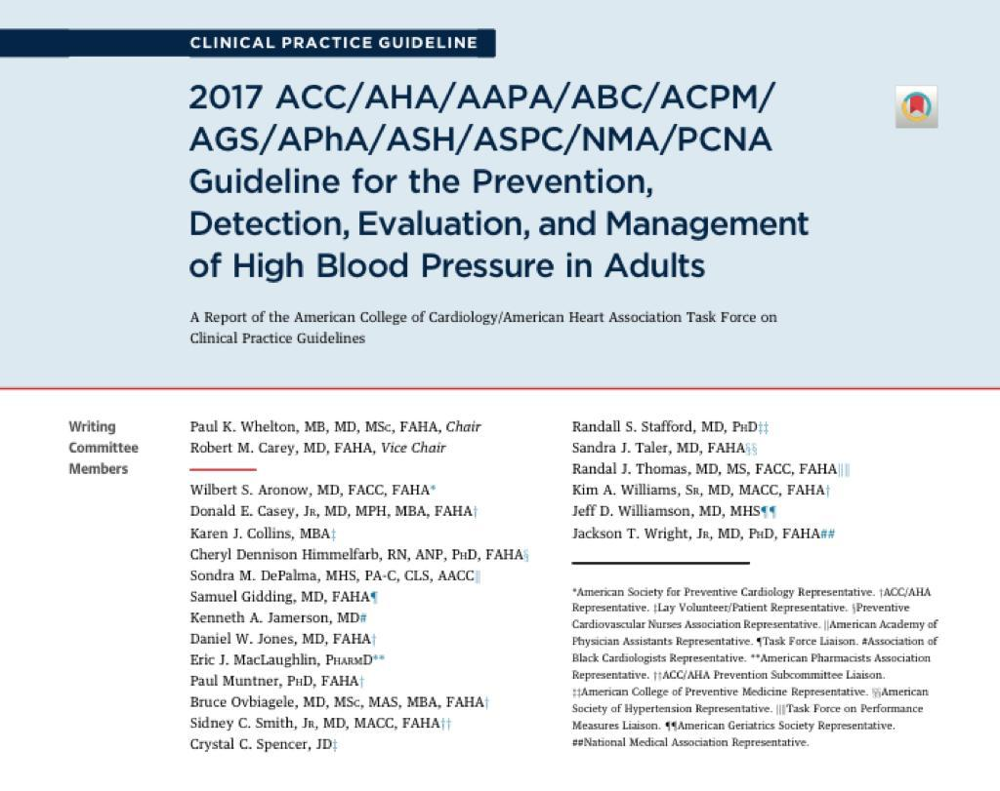 CLINICAL PRACTICE GUIDELINE
2017 ACC/AHA/AAPA/ABC/ACPM/
AGS/APhA/ASH/ASPC/NMA/PCNA
Guideline for the Prevention,
Detection, Evaluation, and Management
of High Blood Pressure in Adults
A Report of the American College of Cardiology/American Heart Association Task Force on
Clinical Practice Guidelines
Writing
Committee
Members
Paul K. Whelton, MB, MD, MSc, FAHA, Chair
Robert M. Carey, MD, FAHA, Vice Chair
Wilbert S. Aronow, MD, FACC, FAHA*
Donald E. Casey, Jr, MD, MPH, MBA, FAHA†
Karen J. Collins, MBA‡
Cheryl Dennison Himmelfarb, RN, ANP, PhD, FAHA§
Sondra M. DePalma, MHS, PA-C, CLS, AACC||
Samuel Gidding, MD, FAHA¶
Kenneth A. Jamerson, MD#
Daniel W. Jones, MD, FAHA†
Eric J. MacLaughlin, PharmD**
Paul Muntner, PhD, FAHA†
Bruce Ovbiagele, MD, MSc, MAS, MBA, FAHA†
Sidney C. Smith, Jr, MD, MACC, FAHA††
Crystal C. Spencer, JD‡
Randall S. Stafford, MD, PhD‡‡
Sandra J. Taler, MD, FAHA§§
Randal J. Thomas, MD, MS, FACC, FAHA||||
Kim A. Williams, Sr, MD, MACC, FAHA†
Jeff D. Williamson, MD, MHS¶¶
Jackson T. Wright, Jr, MD, PhD, FAHA##
*American Society for Preventive Cardiology Representative. †ACC/AHA
Representative. ‡Lay Volunteer/Patient Representative. §Preventive
Cardiovascular Nurses Association Representative. ||American Academy of
Physician Assistants Representative. ¶Task Force Liaison. #Association of
Black Cardiologists Representative. **American Pharmacists Association
Representative. ††ACC/AHA Prevention Subcommittee Liaison.
‡‡American College of Preventive Medicine Representative. §§American
Society of Hypertension Representative. ||||Task Force on Performance
Measures Liaison. ¶¶American Geriatrics Society Representative.
##National Medical Association Representative.